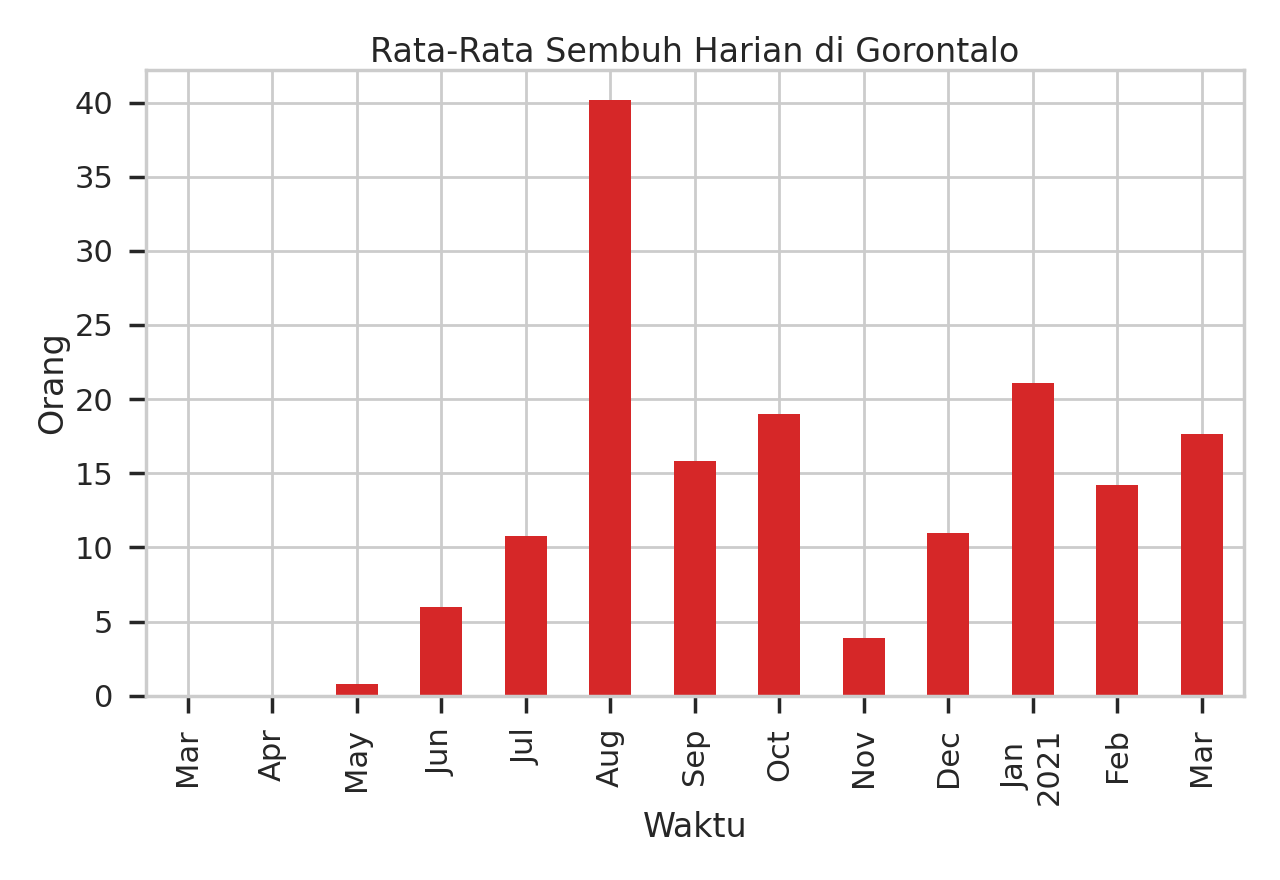 Rata-Rata Sembuh Harian di Gorontalo
Orang
40
35
30
25
20
15
10
5
0
Mar
Apr
May
Jun
Jul
Aug
Sep
Oct
Nov
Dec
Jan
2021
Feb
Mar
Waktu